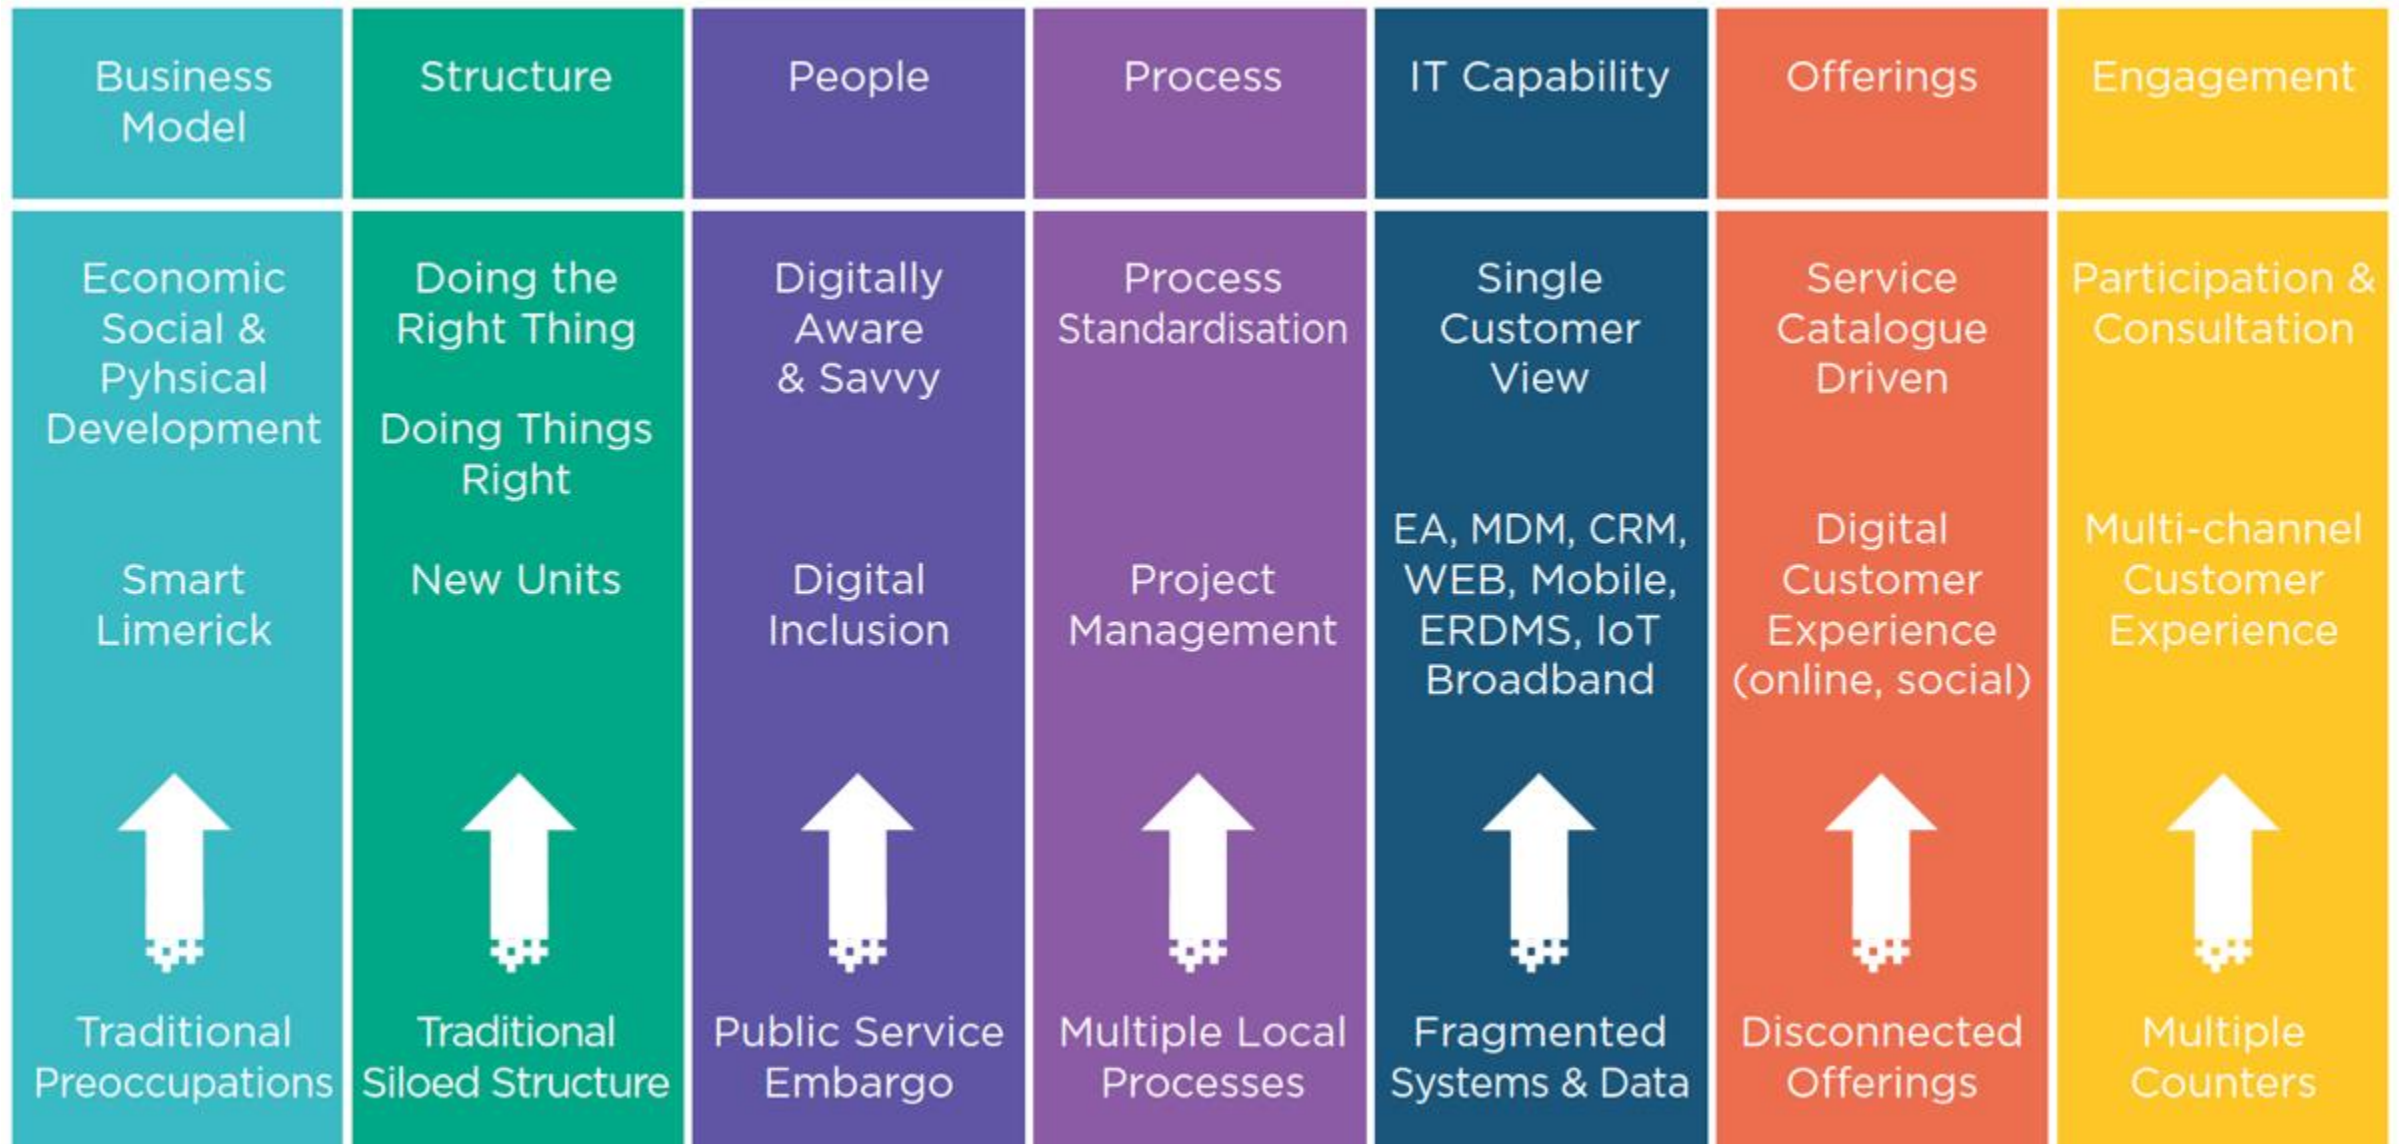 Business
Model
Structure
People
Process
IT Capability
Offerings
Engagement
Economic
Social &
Pyhsical
Development
Smart
Limerick
Traditional
Preoccupations
Doing the
Right Thing
Doing Things
Right
New Units
Traditional
Siloed Structure
Digitally
Aware
& Savvy
Digital
Inclusion
Public Service
Embargo
Process
Standardisation
Project
Management
Multiple Local
Processes
Single
Customer
View
EA, MDM, CRM,
WEB, Mobile,
ERDMS, IoT
Broadband
Fragmented
Systems & Data
Service
Catalogue
Driven
Digital
Customer
Experience
(online, social)
Disconnected
Offerings
Participation &
Consultation
Multi-channel
Customer
Experience
Multiple
Counters